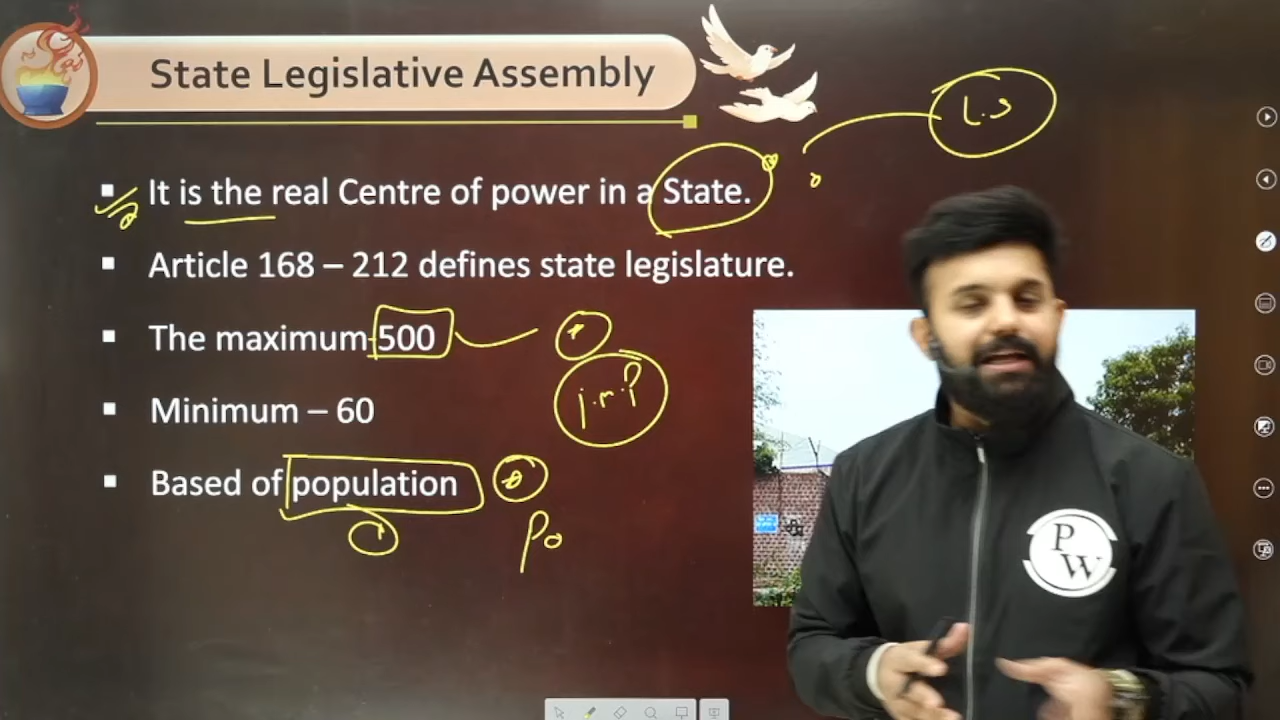 State Legislative Assembly
L.S
▪ It is the real Centre of power in a State.
▪ Article 168 – 212 defines state legislature.
▪ The maximum 500
▪ Minimum – 60
▪ Based of population
Po
P
W